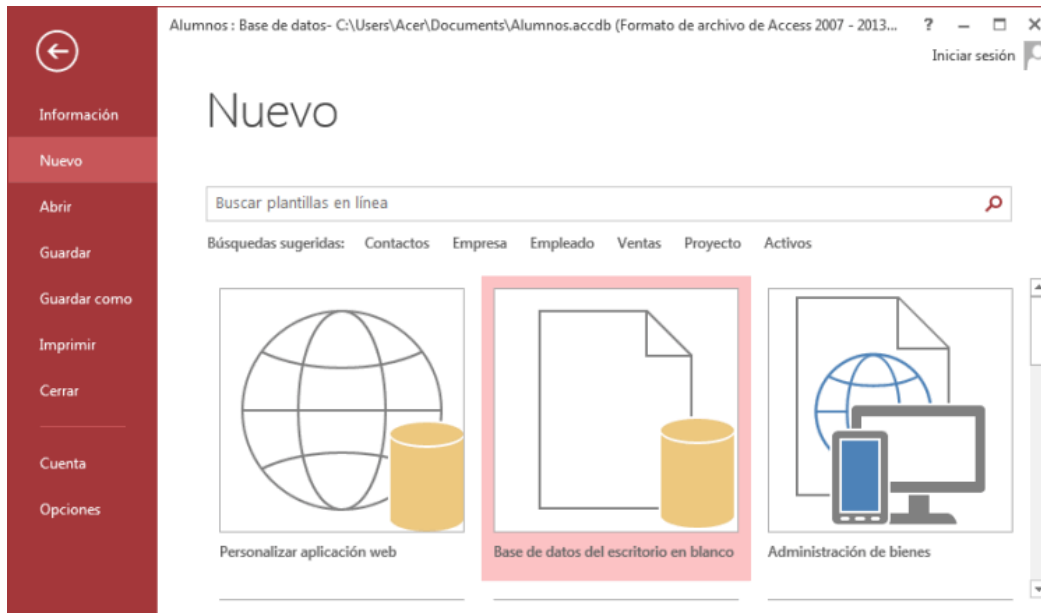 Alumnos : Base de datos- C:\Users\Acer\Documents\Alumnos.accdb (Formato de archivo de Access 2007 - 2013... ?
Iniciar sesión
Información
Nuevo
Abrir
Guardar
Guardar como
Imprimir
Cerrar
Cuenta
Opciones
Nuevo
Buscar plantillas en línea
Búsquedas sugeridas: Contactos Empresa Empleado Ventas Proyecto Activos
Personalizar aplicación web
Base de datos del escritorio en blanco
Administración de bienes